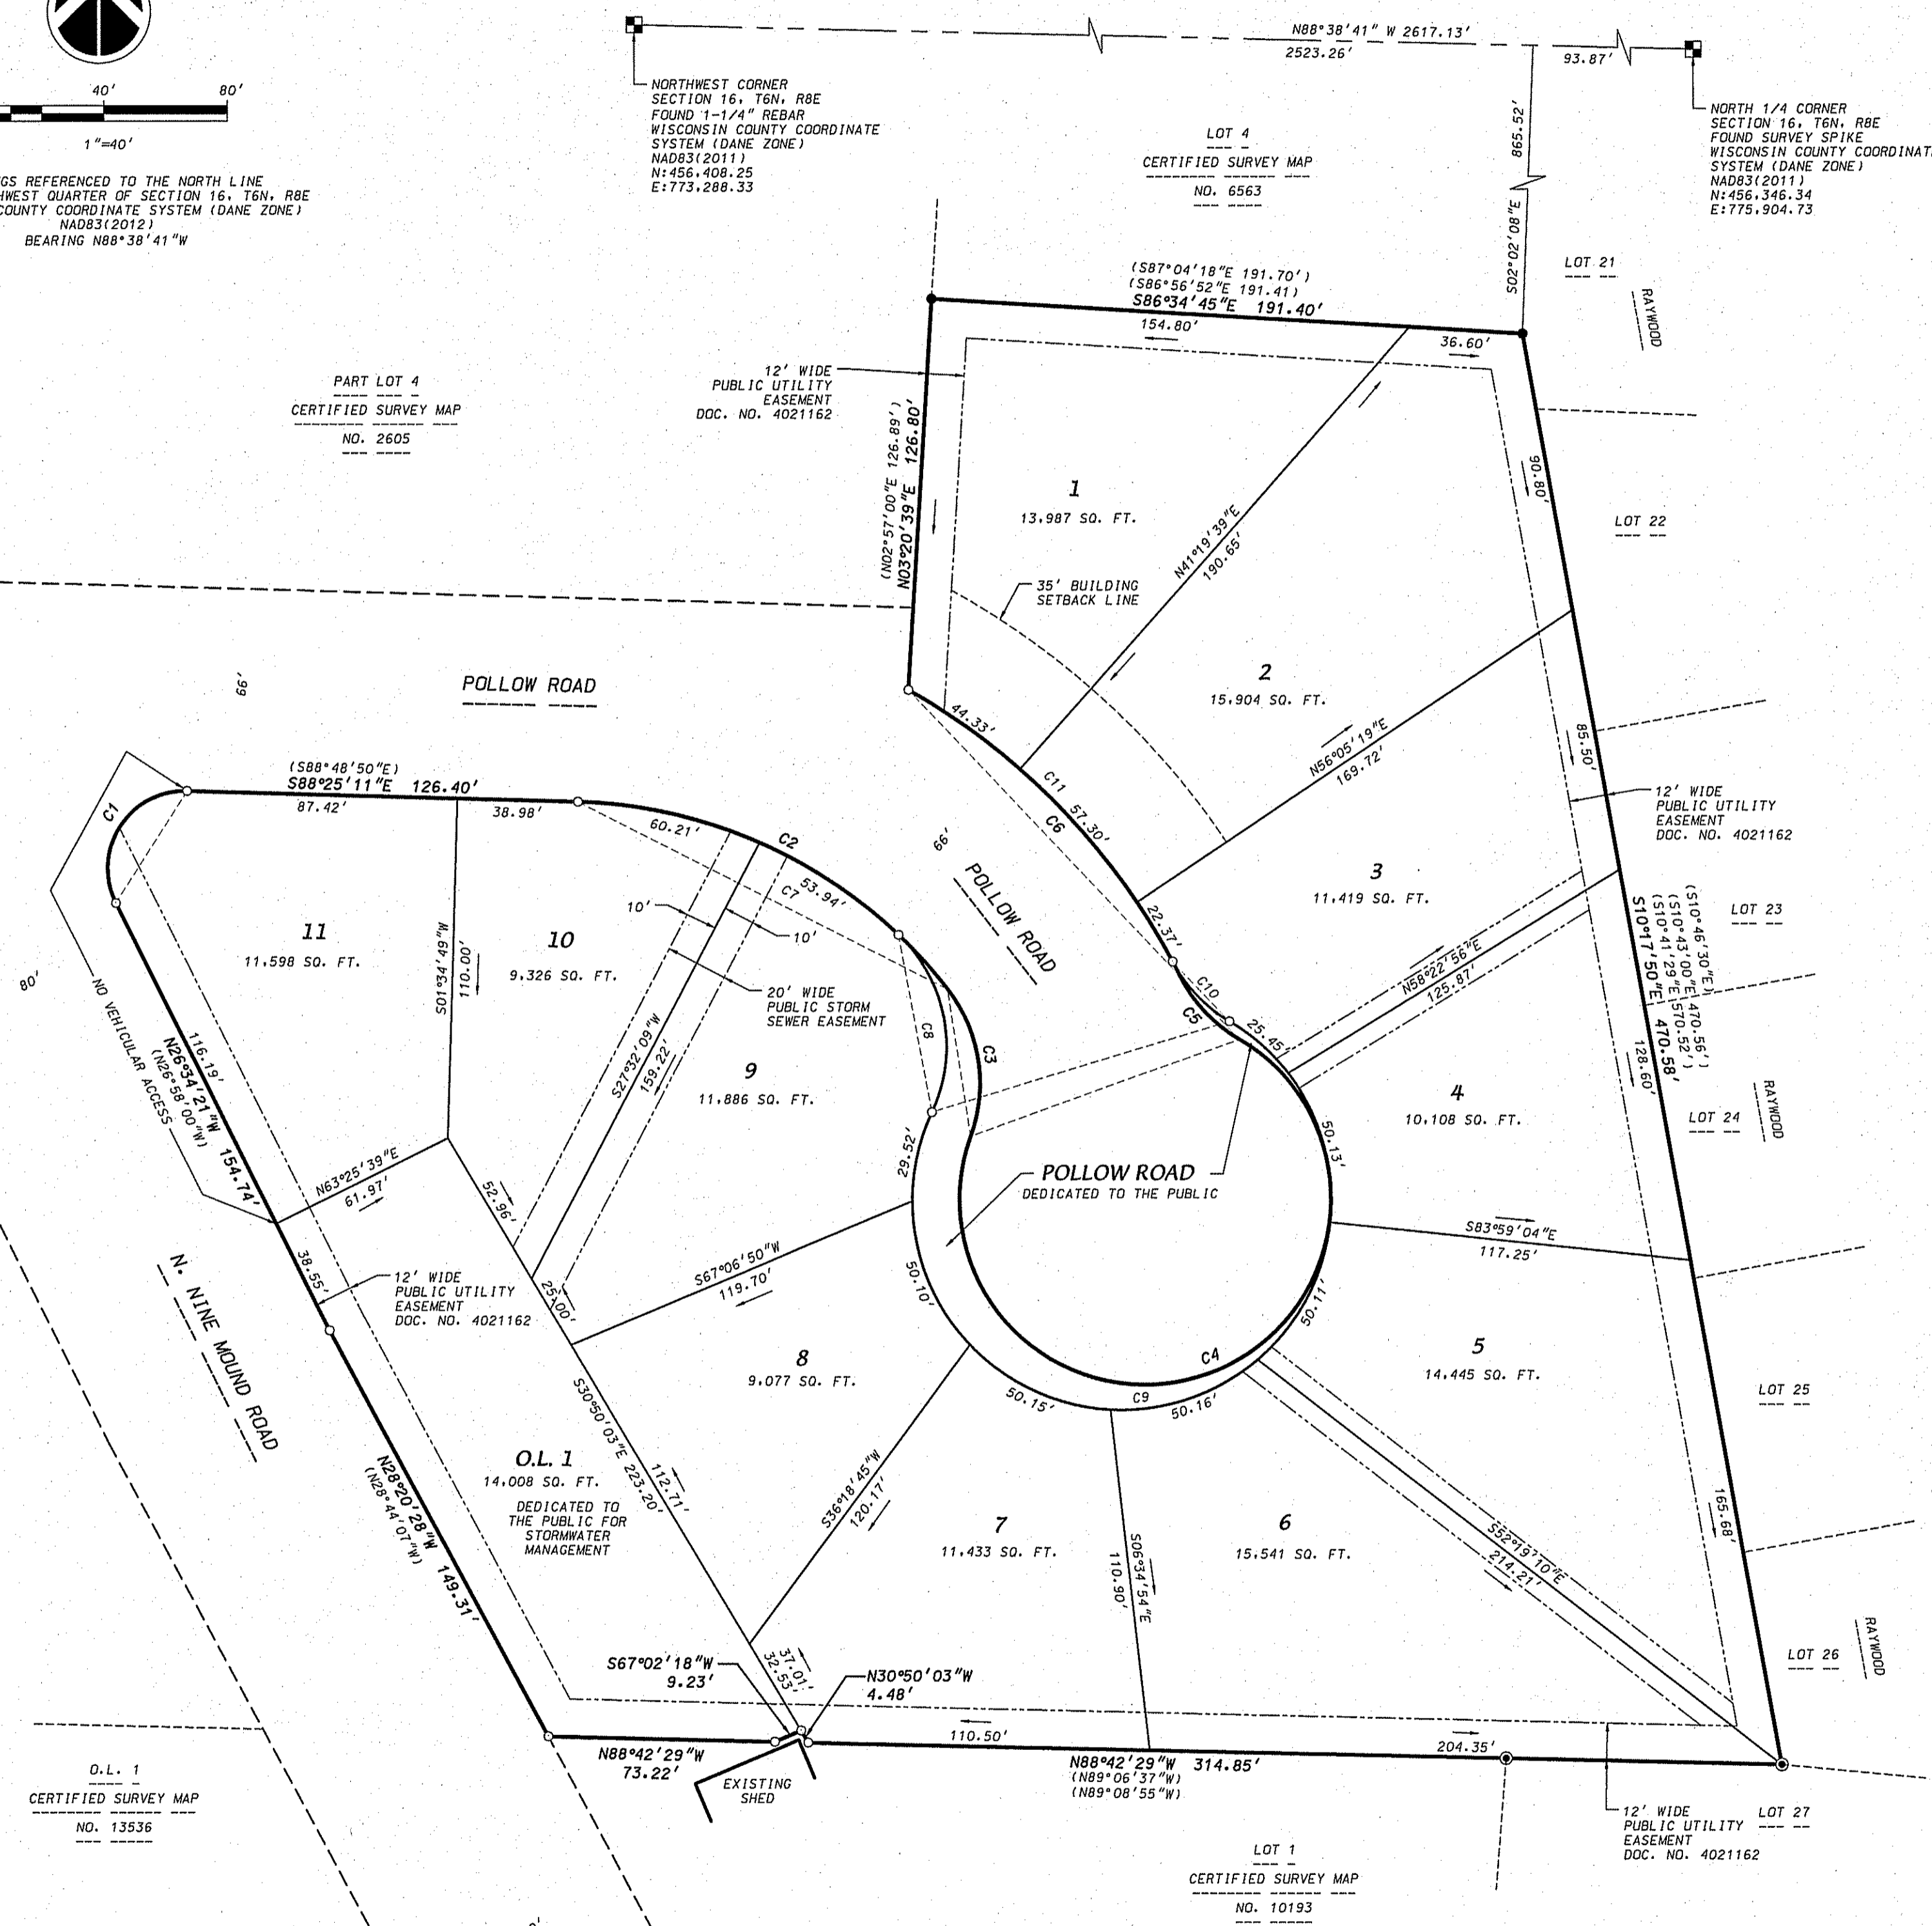 40'
80'
1"=40'
GS REFERENCED TO THE NORTH LINE
HWEST QUARTER OF SECTION 16, T6N, R8E
COUNTY COORDINATE SYSTEM (DANE ZONE)
NAD83(2012)
BEARING N88°38'41"W
N88°38'41" W 2617.13'
2523.26'
93.87'
NORTHWEST CORNER
SECTION 16, T6N, R8E
FOUND 1-1/4" REBAR
WISCONSIN COUNTY COORDINATE
SYSTEM (DANE ZONE)
NAD83(2011)
N:456,408.25
E:773,288.33
NORTH 1/4 CORNER
SECTION 16, T6N, R8E
FOUND SURVEY SPIKE
WISCONSIN COUNTY COORDINAT
SYSTEM (DANE ZONE)
NAD83(2011)
N:456,346.34
E:775,904.73
LOT 4
CERTIFIED SURVEY MAP
NO. 6563
865.52'
S02°02'08"E
LOT 21
RAYWOOD
(S87°04'18"E 191.70')
(S86°56'52"E 191.41)
S86°34'45"E 191.40'
154.80'
36.60'
PART LOT 4
CERTIFIED SURVEY MAP
NO. 2605
12' WIDE
PUBLIC UTILITY
EASEMENT
DOC. NO. 4021162
(N02°57'00"E 126.89')
N03°20'39"E 126.80'
1
13,987 SQ. FT.
N41°19'39"E
190.65'
35' BUILDING
SETBACK LINE
90.80'
LOT 22
2
15,904 SQ. FT.
N56°05'19"E
169.72'
85.50'
12' WIDE
PUBLIC UTILITY
EASEMENT
DOC. NO. 4021162
66'
POLLOW ROAD
44.33'
C11
57.30'
C6
66'
POLLOW ROAD
22.37'
C10
C5
25.45'
3
11,419 SQ. FT.
N58°22'56"E
125.87'
(S10°46'30"E)
(S10°43'00"E 470.56')
(S10°41'29"E 570.52')
S10°17'50"E 470.58'
LOT 23
(S88°48'50"E)
S88°25'11"E 126.40'
87.42'
38.98'
C1
60.21'
C2
53.94'
C7
10'
10'
11
11,598 SQ. FT.
S01°34'49"W
110.00'
10
9,326 SQ. FT.
20' WIDE
PUBLIC STORM
SEWER EASEMENT
C8
C3
80'
NO VEHICULAR ACCESS
116.19'
N26°34'21"W 154.74'
(N26°58'00"W)
S27°32'09"W
159.22'
9
11,886 SQ. FT.
29.52'
POLLOW ROAD
DEDICATED TO THE PUBLIC
50.13'
4
10,108 SQ. FT.
128.60'
LOT 24
RAYWOOD
N63°25'39"E
61.97'
52.96'
S67°06'50"W
119.70'
S83°59'04"E
117.25'
N. NINE MOUND ROAD
38.55'
12' WIDE
PUBLIC UTILITY
EASEMENT
DOC. NO. 4021162
25.00'
50.10'
50.11'
8
9,077 SQ. FT.
C4
C9
50.15'
50.16'
5
14,445 SQ. FT.
LOT 25
S30°50'03"E 223.20'
112.71'
O.L. 1
14,008 SQ. FT.
DEDICATED TO
THE PUBLIC FOR
STORMWATER
MANAGEMENT
N28°20'28"W 149.31'
(N28°44'07"W)
S36°18'45"W
120.17'
7
11,433 SQ. FT.
S06°34'54"E
110.90'
6
15,541 SQ. FT.
S52°19'10"E
214.21'
165.68'
LOT 26
RAYWOOD
S67°02'18"W
9.23'
37.01'
32.53'
N30°50'03"W
4.48'
N88°42'29"W
73.22'
EXISTING
SHED
110.50'
204.35'
N88°42'29"W 314.85'
(N89°06'37"W)
(N89°08'55"W)
O.L. 1
CERTIFIED SURVEY MAP
NO. 13536
12' WIDE
PUBLIC UTILITY
EASEMENT
DOC. NO. 4021162
LOT 27
LOT 1
CERTIFIED SURVEY MAP
NO. 10193